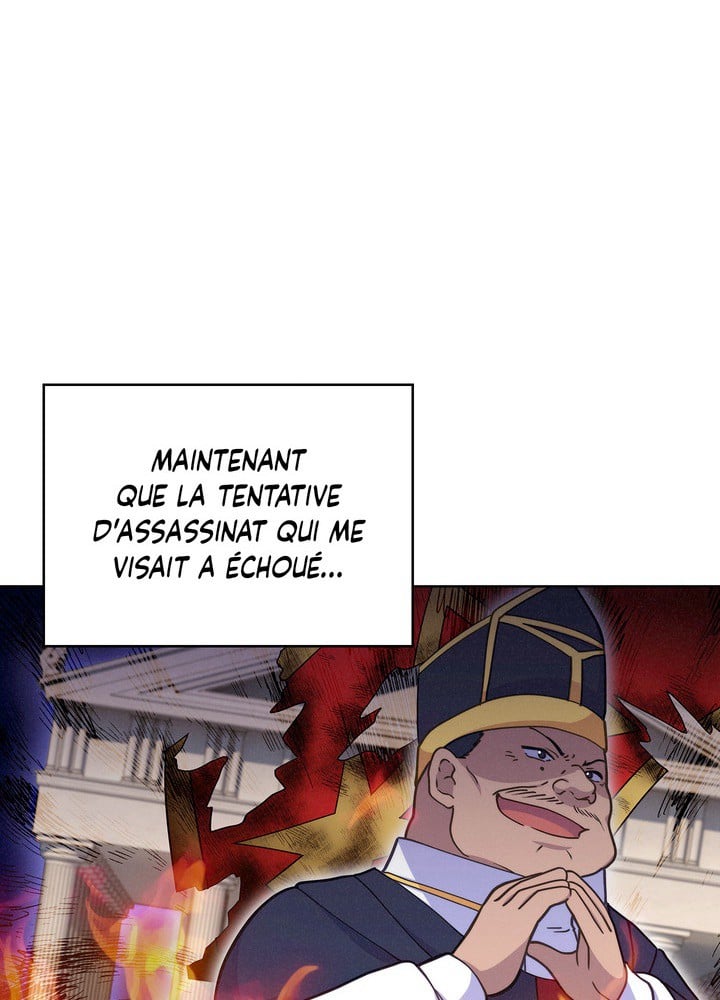 MAINTENANT
QUE LA TENTATIVE
D'ASSASSINAT QUI ME
VISAIT A ÉCHOUÉ...